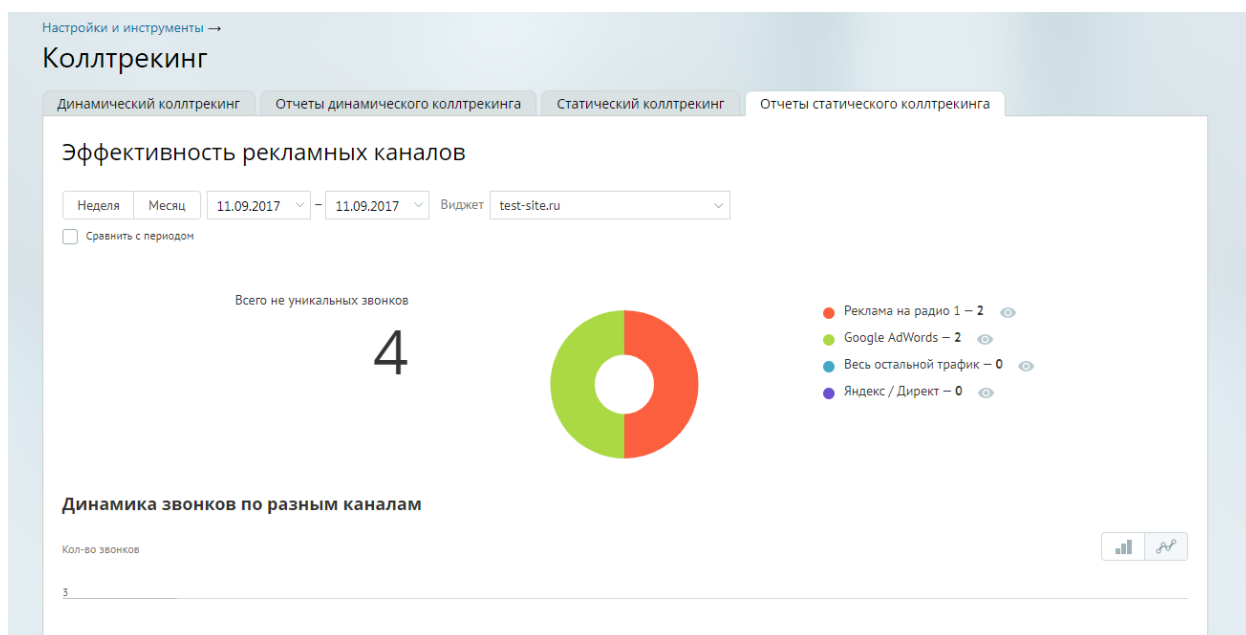 Настройки и инструменты →
Коллтрекинг
Динамический коллтрекинг Отчеты динамического коллтрекинга Статический коллтрекинг Отчеты статического коллтрекинга
Эффективность рекламных каналов
Неделя Месяц 11.09.2017 – 11.09.2017 Виджет test-site.ru
Сравнить с периодом
Всего не уникальных звонков
4
Реклама на радио 1 – 2
Google AdWords – 2
Весь остальной трафик – 0
Яндекс / Директ – 0
Динамика звонков по разным каналам
Кол-во звонков
3